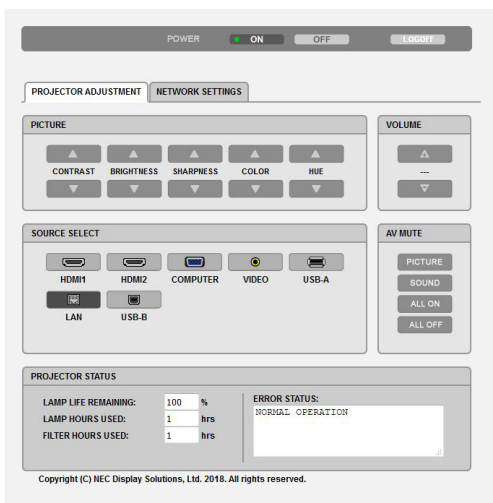 POWER ON OFF LOGOFF
PROJECTOR ADJUSTMENT NETWORK SETTINGS
PICTURE
CONTRAST BRIGHTNESS SHARPNESS COLOR HUE
VOLUME
---
SOURCE SELECT
HDMI1 HDMI2 COMPUTER VIDEO USB-A
LAN USB-B
AV MUTE
PICTURE
SOUND
ALL ON
ALL OFF
PROJECTOR STATUS
LAMP LIFE REMAINING: 100 %
LAMP HOURS USED: 1 hrs
FILTER HOURS USED: 1 hrs
ERROR STATUS:
NORMAL OPERATION
Copyright (C) NEC Display Solutions, Ltd. 2018. All rights reserved.